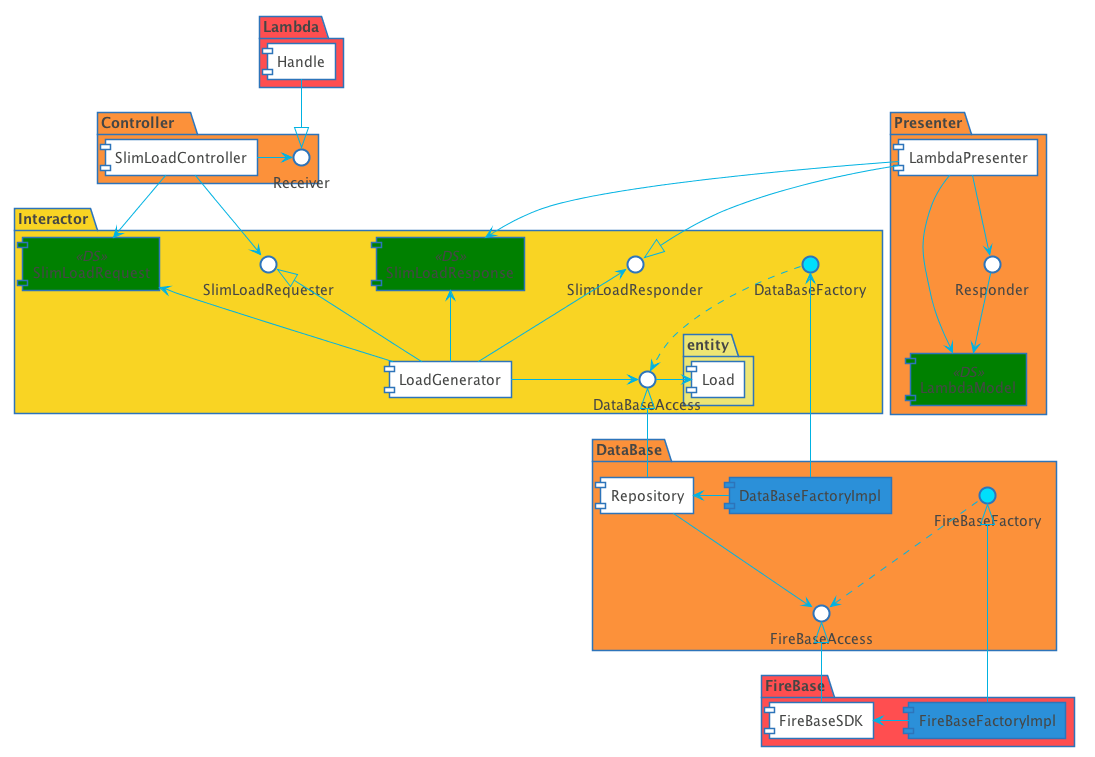 Lambda
Handle
Controller
SlimLoadController
Receiver
Presenter
LambdaPresenter
Responder
«DS»
Interactor
«DS»
SlimLoadRequest
SlimLoadRequester
«DS»
SlimLoadResponse
SlimLoadResponder
DataBaseFactory
LoadGenerator
entity
Load
DataBaseAccess
DataBase
Repository
DataBaseFactoryImpl
FireBaseFactory
FireBaseAccess
FireBase
FireBaseSDK
FireBaseFactoryImpl